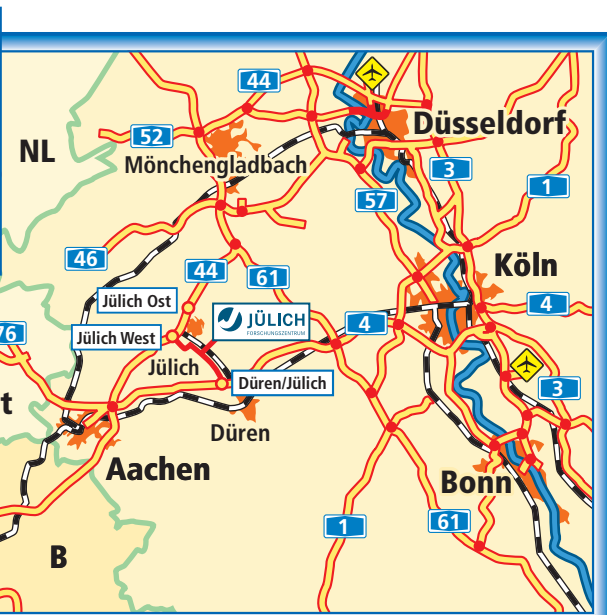 44
Düsseldorf
52
NL
Mönchengladbach
3
1
57
46
44
61
Köln
Jülich Ost
JÜLICH
FORSCHUNGSZENTRUM
4
4
76
Jülich West
Jülich
3
t
Düren/Jülich
Düren
Aachen
Bonn
1
61
B